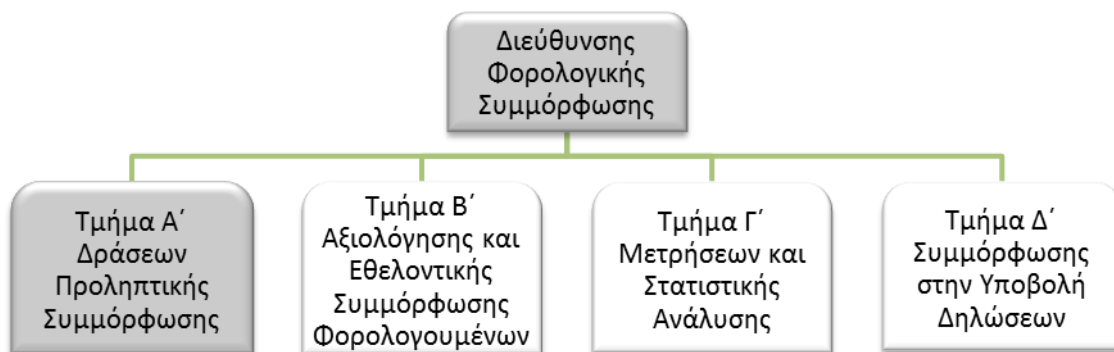 Διεύθυνσης
Φορολογικής
Συμμόρφωσης
Τμήμα Α΄
Δράσεων
Προληπτικής
Συμμόρφωσης
Τμήμα Β΄
Αξιολόγησης και
Εθελοντικής
Συμμόρφωσης
Φορολογουμένων
Τμήμα Γ΄
Μετρήσεων και
Στατιστικής
Ανάλυσης
Τμήμα Δ΄
Συμμόρφωσης
στην Υποβολή
Δηλώσεων